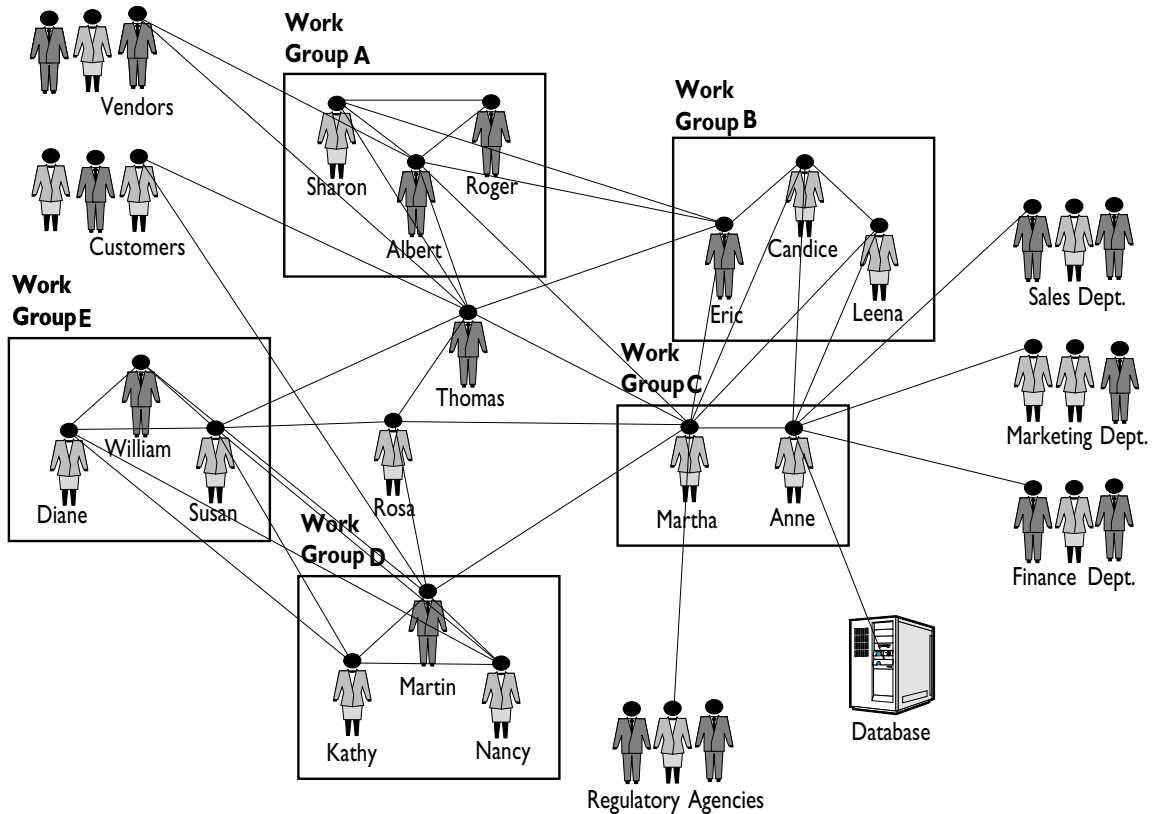 Work
Group A
Vendors
Work
Group B
Sharon
Roger
Customers
Albert
Candice
Work
Group E
Eric
Leena
Sales Dept.
Work
Group C
Thomas
William
Marketing Dept.
Diane
Susan
Rosa
Martha
Anne
Work
Group D
Finance Dept.
Martin
Kathy
Nancy
Database
Regulatory Agencies